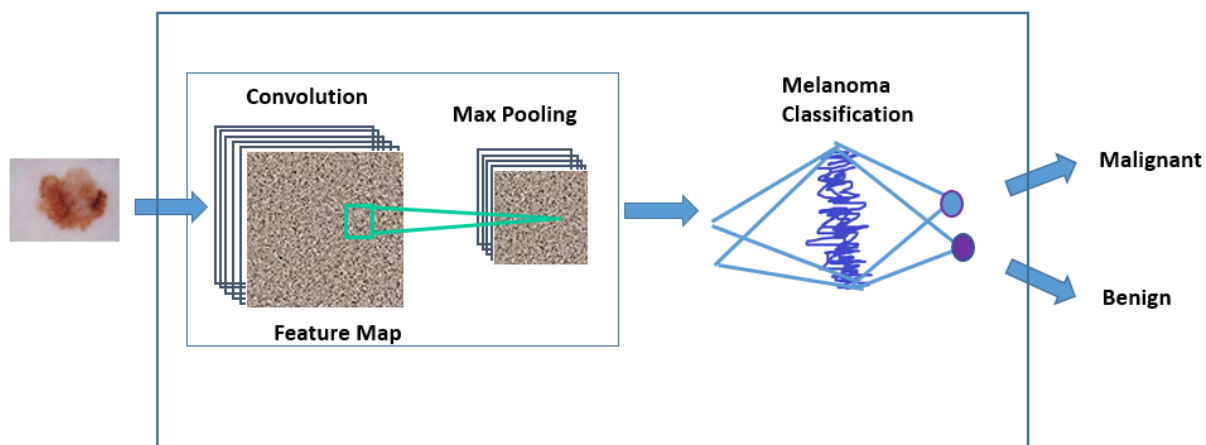 Convolution
Max Pooling
Feature Map
Melanoma
Classification
Malignant
Benign